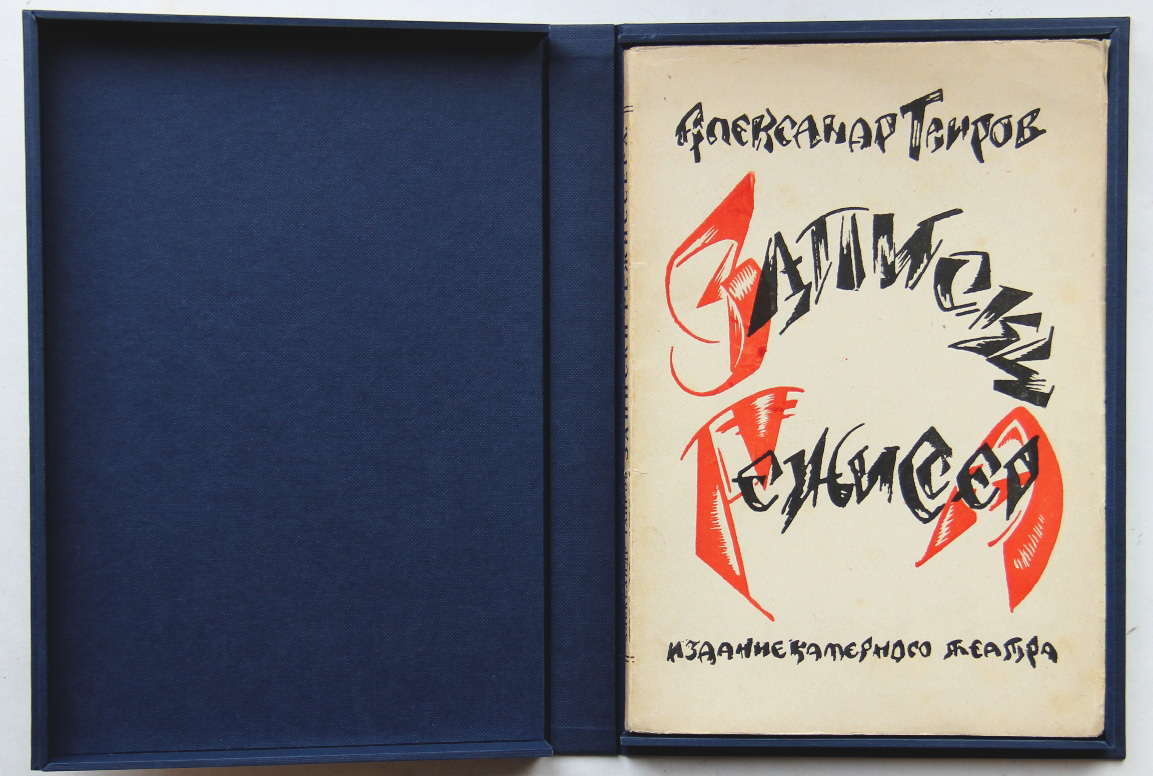 Александр Таиров
Записки
Режиссера
издание камерного театра